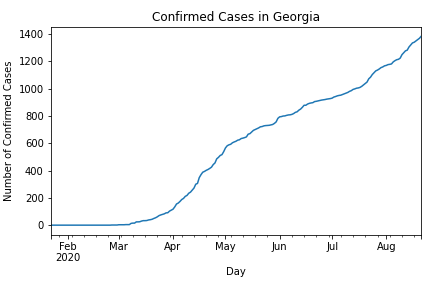 Confirmed Cases in Georgia
Number of Confirmed Cases
1400
1200
1000
800
600
400
200
0
Feb
2020
Mar
Apr
May
Jun
Jul
Aug
Day